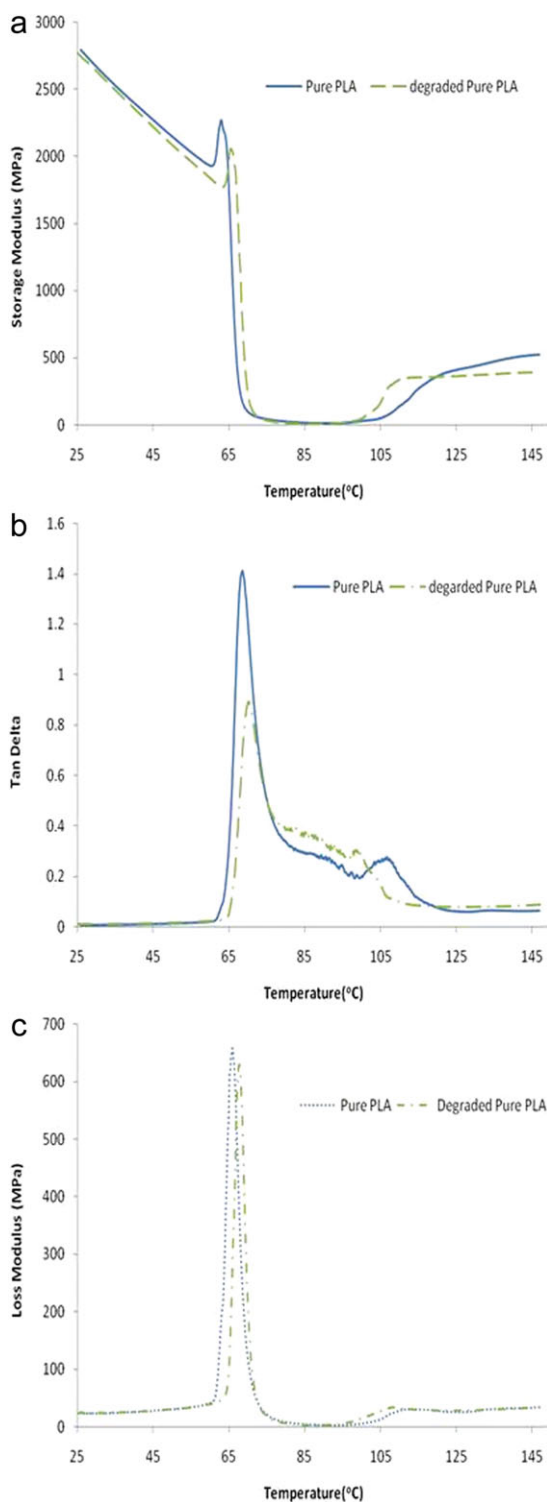 a
3000
2500
2000
1500
1000
500
0
Storage Modulus (MPa)
Pure PLA
degraded Pure PLA
25 45 65 85 105 125 145
Temperature(°C)
b
1.6
1.4
1.2
1
0.8
0.6
0.4
0.2
0
Tan Delta
Pure PLA
degarded Pure PLA
25 45 65 85 105 125 145
Temperature(°C)
c
700
600
500
400
300
200
100
0
Loss Modulus (MPa)
Pure PLA
Degraded Pure PLA
25 45 65 85 105 125 145
Temperature(°C)